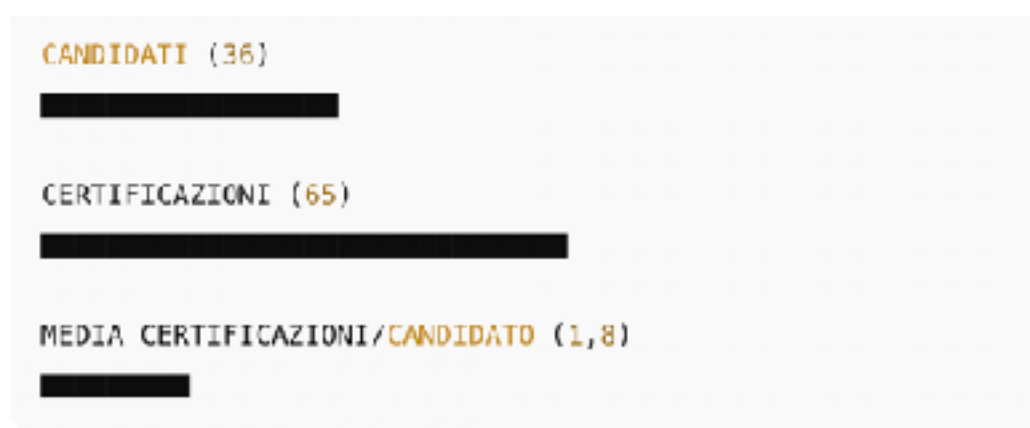 CANDIDATI (36)
CERTIFICAZIONI (65)
MEDIA CERTIFICAZIONI/CANDIDATO (1,8)